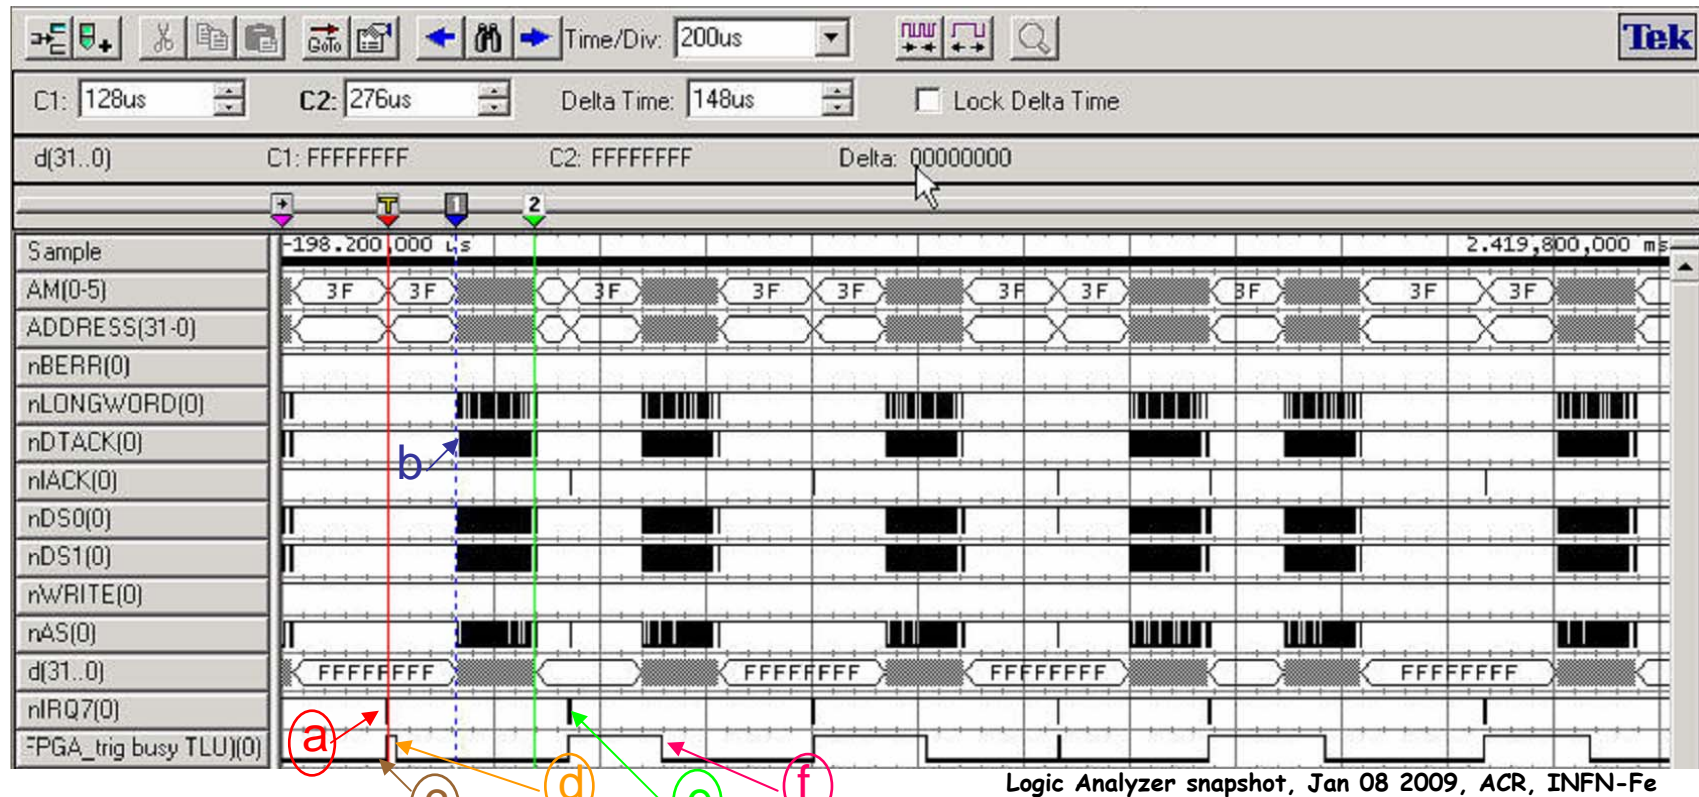 GoTo Time/Div: 200us Tek
C1: 128us C2: 276us Delta Time: 148us Lock Delta Time
d(31..0) C1: FFFFFFFF C2: FFFFFFFF Delta: 00000000
T 1 2
Sample -198.200,000 us 2.419,800,000 ms
AM(0-5) 3F 3F 3F 3F 3F 3F 3F 3F 3F 3F
ADDRESS(31-0)
nBERR(0)
nLONGWORD(0)
nDTACK(0)
b
nIACK(0)
nDS0(0)
nDS1(0)
nWRITE(0)
nAS(0)
d(31..0) FFFFFFFF FFFFFFFF FFFFFFFF FFFFFFFF
nIRQ7(0)
a
FPGA_trig busy TLU)(0)
d f
Logic Analyzer snapshot, Jan 08 2009, ACR, INFN-Fe